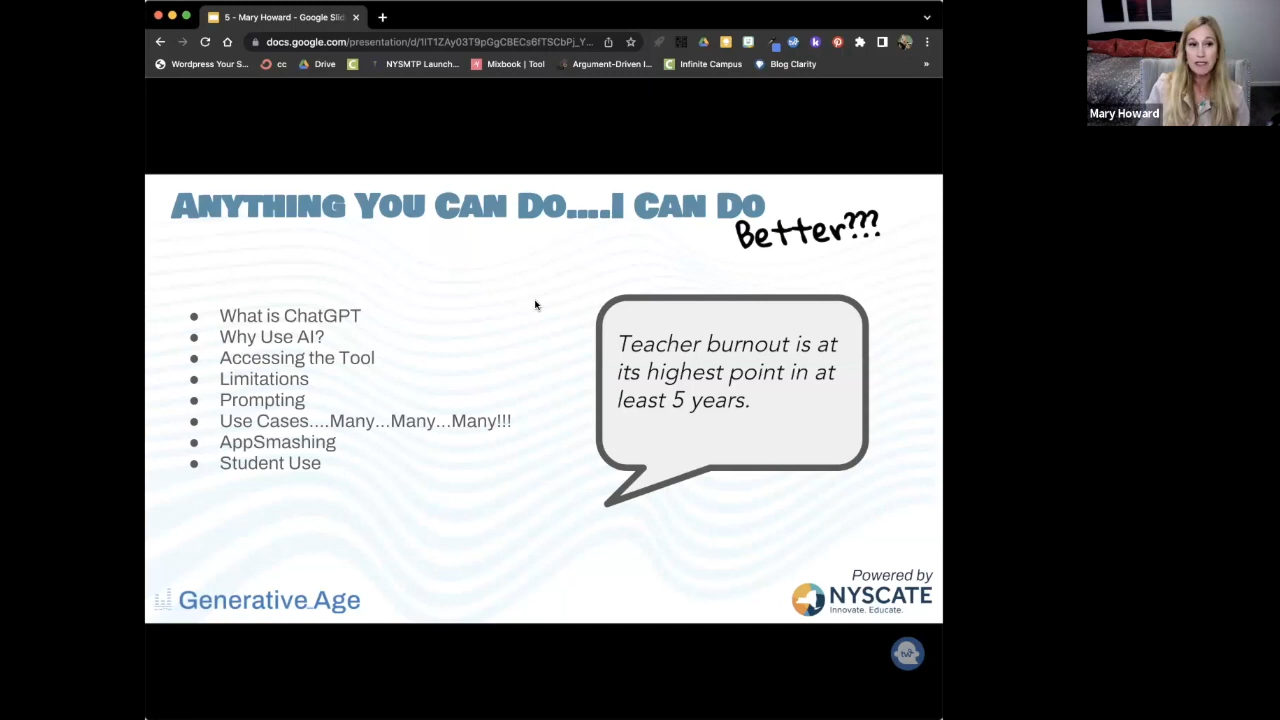 5 - Mary Howard - Google Slid
docs.google.com/presentation/d/1IT1ZAy03T9pGgCBECs6fTSCbPj_Y...
Wordpress Your S...
cc
Drive
NYSMTP Launch...
Mixbook | Tool
Argument-Driven I...
Infinite Campus
Blog Clarity
»
Mary Howard
Anything You Can Do....I Can Do
Better???
● What is ChatGPT
● Why Use AI?
● Accessing the Tool
● Limitations
● Prompting
● Use Cases....Many...Many...Many!!!
● AppSmashing
● Student Use
Teacher burnout is at
its highest point in at
least 5 years.
Generative Age
Powered by
NYSCATE
Innovate. Educate.